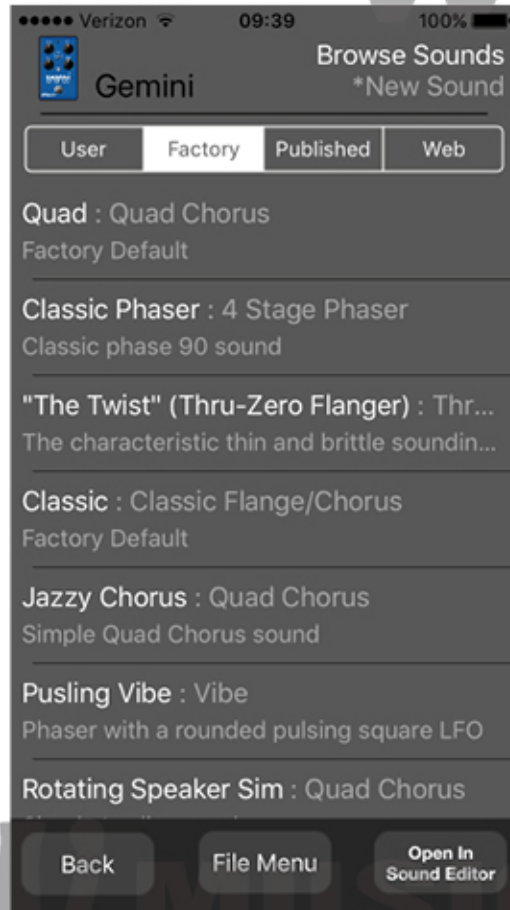 Verizon 09:39 100%
Browse Sounds
Gemini *New Sound
User Factory Published Web
Quad : Quad Chorus
Factory Default
Classic Phaser : 4 Stage Phaser
Classic phase 90 sound
"The Twist" (Thru-Zero Flanger) : Thr...
The characteristic thin and brittle soundin...
Classic : Classic Flange/Chorus
Factory Default
Jazzy Chorus : Quad Chorus
Simple Quad Chorus sound
Pusling Vibe : Vibe
Phaser with a rounded pulsing square LFO
Rotating Speaker Sim : Quad Chorus
Back File Menu Open In
Sound Editor